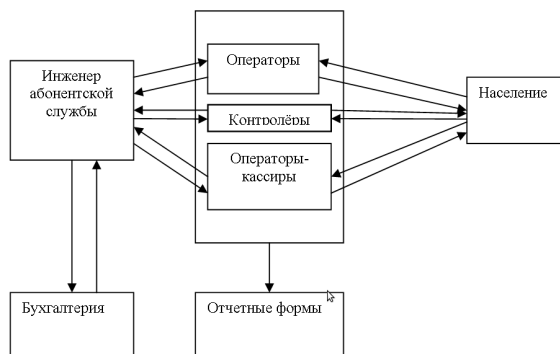 Операторы
Инженер
абонентской
службы
Население
Контролёры
Операторы-
кассиры
Бухгалтерия
Отчетные формы